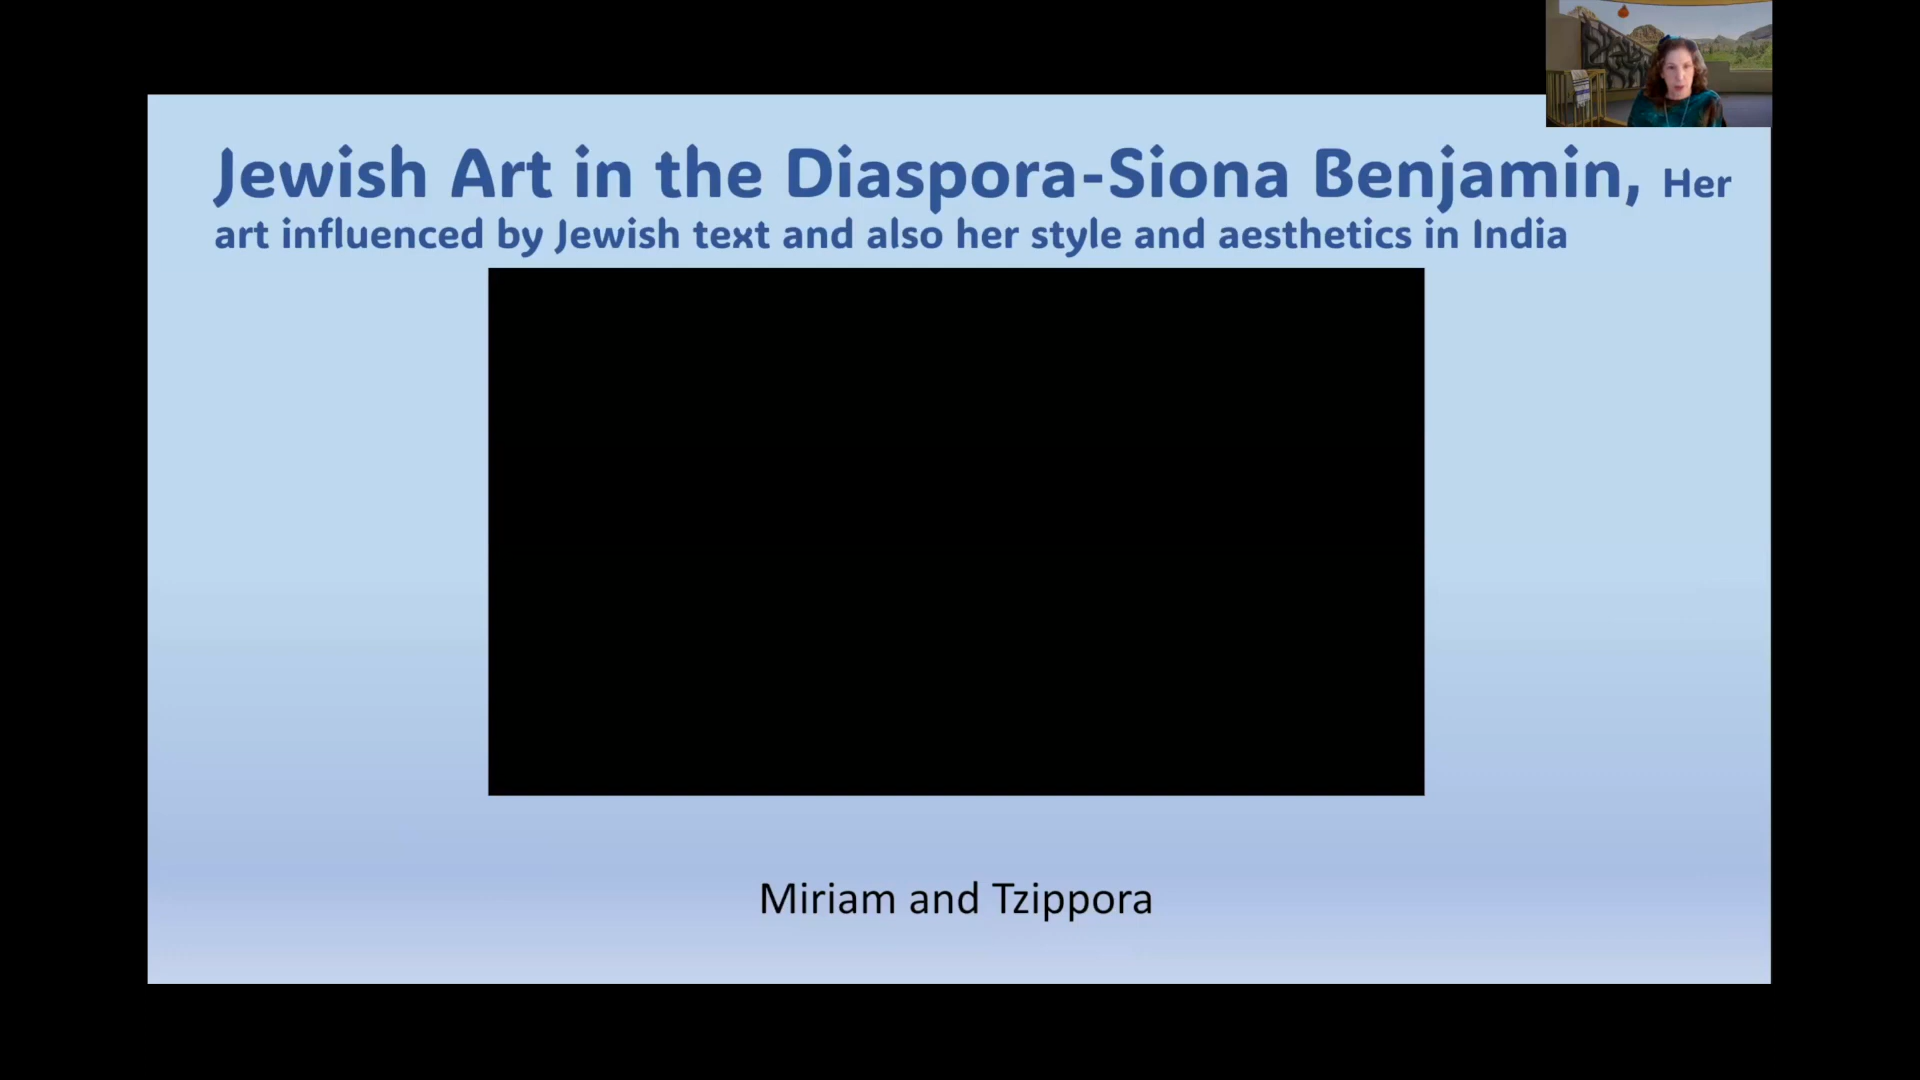 Jewish Art in the Diaspora-Siona Benjamin, Her
art influenced by Jewish text and also her style and aesthetics in India
Miriam and Tzippora